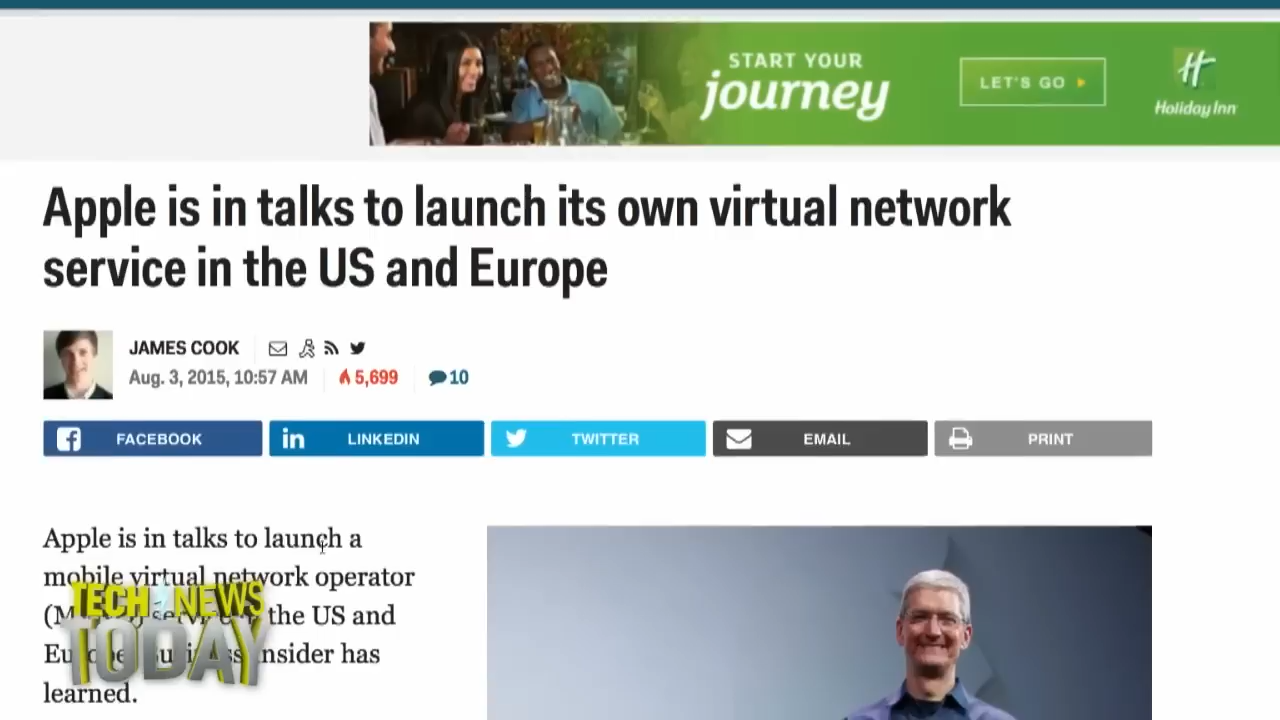 START YOUR
journey
LET'S GO
Holiday Inn
Apple is in talks to launch its own virtual network
service in the US and Europe
JAMES COOK
Aug. 3, 2015, 10:57 AM 5,699 10
FACEBOOK LINKEDIN TWITTER EMAIL PRINT
Apple is in talks to launch a
mobile virtual network operator
the US and
Insider has
learned.
TECH NEWS
TODAY